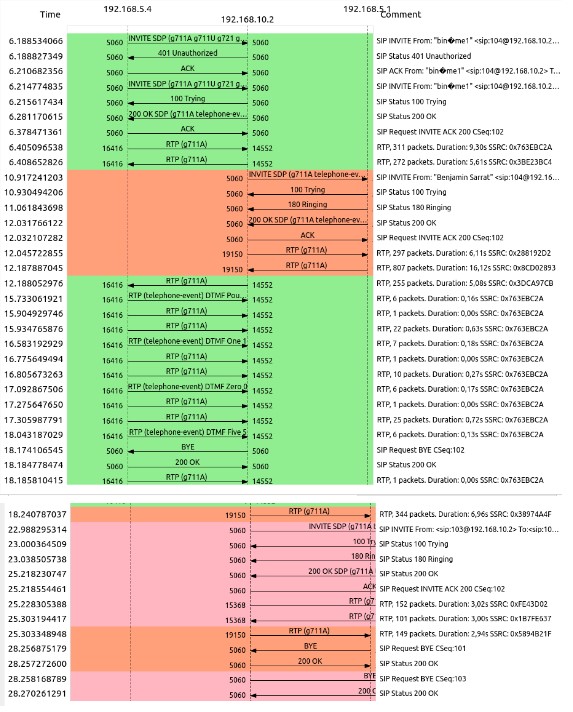 192.168.5.4 192.168.10.2 192.168.5.1
Time Comment
6.188534066 5060 INVITE SDP (g711A g711U g721 g... 5060 SIP INVITE From: "bin�me1" <sip:104@192.168.10.2...
6.188827349 5060 401 Unauthorized 5060 SIP Status 401 Unauthorized
6.210682356 5060 ACK 5060 SIP ACK From: "bin�me1" <sip:104@192.168.10.2> T...
6.214774835 5060 INVITE SDP (g711A g711U g721 g... 5060 SIP INVITE From: "bin�me1" <sip:104@192.168.10.2...
6.215617434 5060 100 Trying 5060 SIP Status 100 Trying
6.281170615 5060 200 OK SDP (g711A telephone-ev... 5060 SIP Status 200 OK
6.378471361 5060 ACK 5060 SIP Request INVITE ACK 200 CSeq:102
6.405096538 16416 RTP (g711A) 14552 RTP, 311 packets. Duration: 9,30s SSRC: 0x763EBC2A
6.408652826 16416 RTP (g711A) 14552 RTP, 272 packets. Duration: 5,61s SSRC: 0x3BE23BC4
10.917241203 5060 INVITE SDP (g711A telephone-ev... 5060 SIP INVITE From: "Benjamin Sarrat" <sip:104@192.16...
10.930494206 5060 100 Trying 5060 SIP Status 100 Trying
11.061843698 5060 180 Ringing 5060 SIP Status 180 Ringing
12.031766122 5060 200 OK SDP (g711A telephone-ev... 5060 SIP Status 200 OK
12.032107282 5060 ACK 5060 SIP Request INVITE ACK 200 CSeq:102
12.045722855 19150 RTP (g711A) RTP, 297 packets. Duration: 6,11s SSRC: 0x288192D2
12.187887045 19150 RTP (g711A) RTP, 807 packets. Duration: 16,12s SSRC: 0x8CD02893
12.188052976 16416 RTP (g711A) 14552 RTP, 255 packets. Duration: 5,08s SSRC: 0x3DCA97CB
15.733061921 16416 RTP (telephone-event) DTMF Pou... 14552 RTP, 6 packets. Duration: 0,16s SSRC: 0x763EBC2A
15.904929746 16416 RTP (g711A) 14552 RTP, 1 packets. Duration: 0,00s SSRC: 0x763EBC2A
15.934765876 16416 RTP (g711A) 14552 RTP, 22 packets. Duration: 0,63s SSRC: 0x763EBC2A
16.583192929 16416 RTP (telephone-event) DTMF One 1 14552 RTP, 7 packets. Duration: 0,18s SSRC: 0x763EBC2A
16.775649494 16416 RTP (g711A) 14552 RTP, 1 packets. Duration: 0,00s SSRC: 0x763EBC2A
16.805673263 16416 RTP (g711A) 14552 RTP, 10 packets. Duration: 0,27s SSRC: 0x763EBC2A
17.092867506 16416 RTP (telephone-event) DTMF Zero 0 14552 RTP, 6 packets. Duration: 0,17s SSRC: 0x763EBC2A
17.275647650 16416 RTP (g711A) 14552 RTP, 1 packets. Duration: 0,00s SSRC: 0x763EBC2A
17.305987791 16416 RTP (g711A) 14552 RTP, 25 packets. Duration: 0,72s SSRC: 0x763EBC2A
18.043187029 16416 RTP (telephone-event) DTMF Five 5 14552 RTP, 6 packets. Duration: 0,13s SSRC: 0x763EBC2A
18.174106545 5060 BYE 5060 SIP Request BYE CSeq:102
18.184778474 5060 200 OK 5060 SIP Status 200 OK
18.185810415 16416 RTP (g711A) 14552 RTP, 1 packets. Duration: 0,00s SSRC: 0x763EBC2A
18.240787037 19150 RTP (g711A) RTP, 344 packets. Duration: 6,96s SSRC: 0x38974A4F
22.988295314 5060 INVITE SDP (g711A t SIP INVITE From: <sip:103@192.168.10.2> To:<sip:10...
23.000364509 5060 100 Try SIP Status 100 Trying
23.038505738 5060 180 Rin SIP Status 180 Ringing
25.218230747 5060 200 OK SDP (g711A SIP Status 200 OK
25.218554461 5060 ACK SIP Request INVITE ACK 200 CSeq:102
25.228305388 15368 RTP (g7 RTP, 152 packets. Duration: 3,02s SSRC: 0xFE43D02
25.303194417 15368 RTP (g7 RTP, 101 packets. Duration: 3,00s SSRC: 0x1B7FE637
25.303348948 19150 RTP (g711A) RTP, 149 packets. Duration: 2,94s SSRC: 0x5894B21F
28.256875179 5060 BYE SIP Request BYE CSeq:101
28.257272600 5060 200 OK SIP Status 200 OK
28.258168789 5060 BYE SIP Request BYE CSeq:103
28.270261291 5060 200 C SIP Status 200 OK